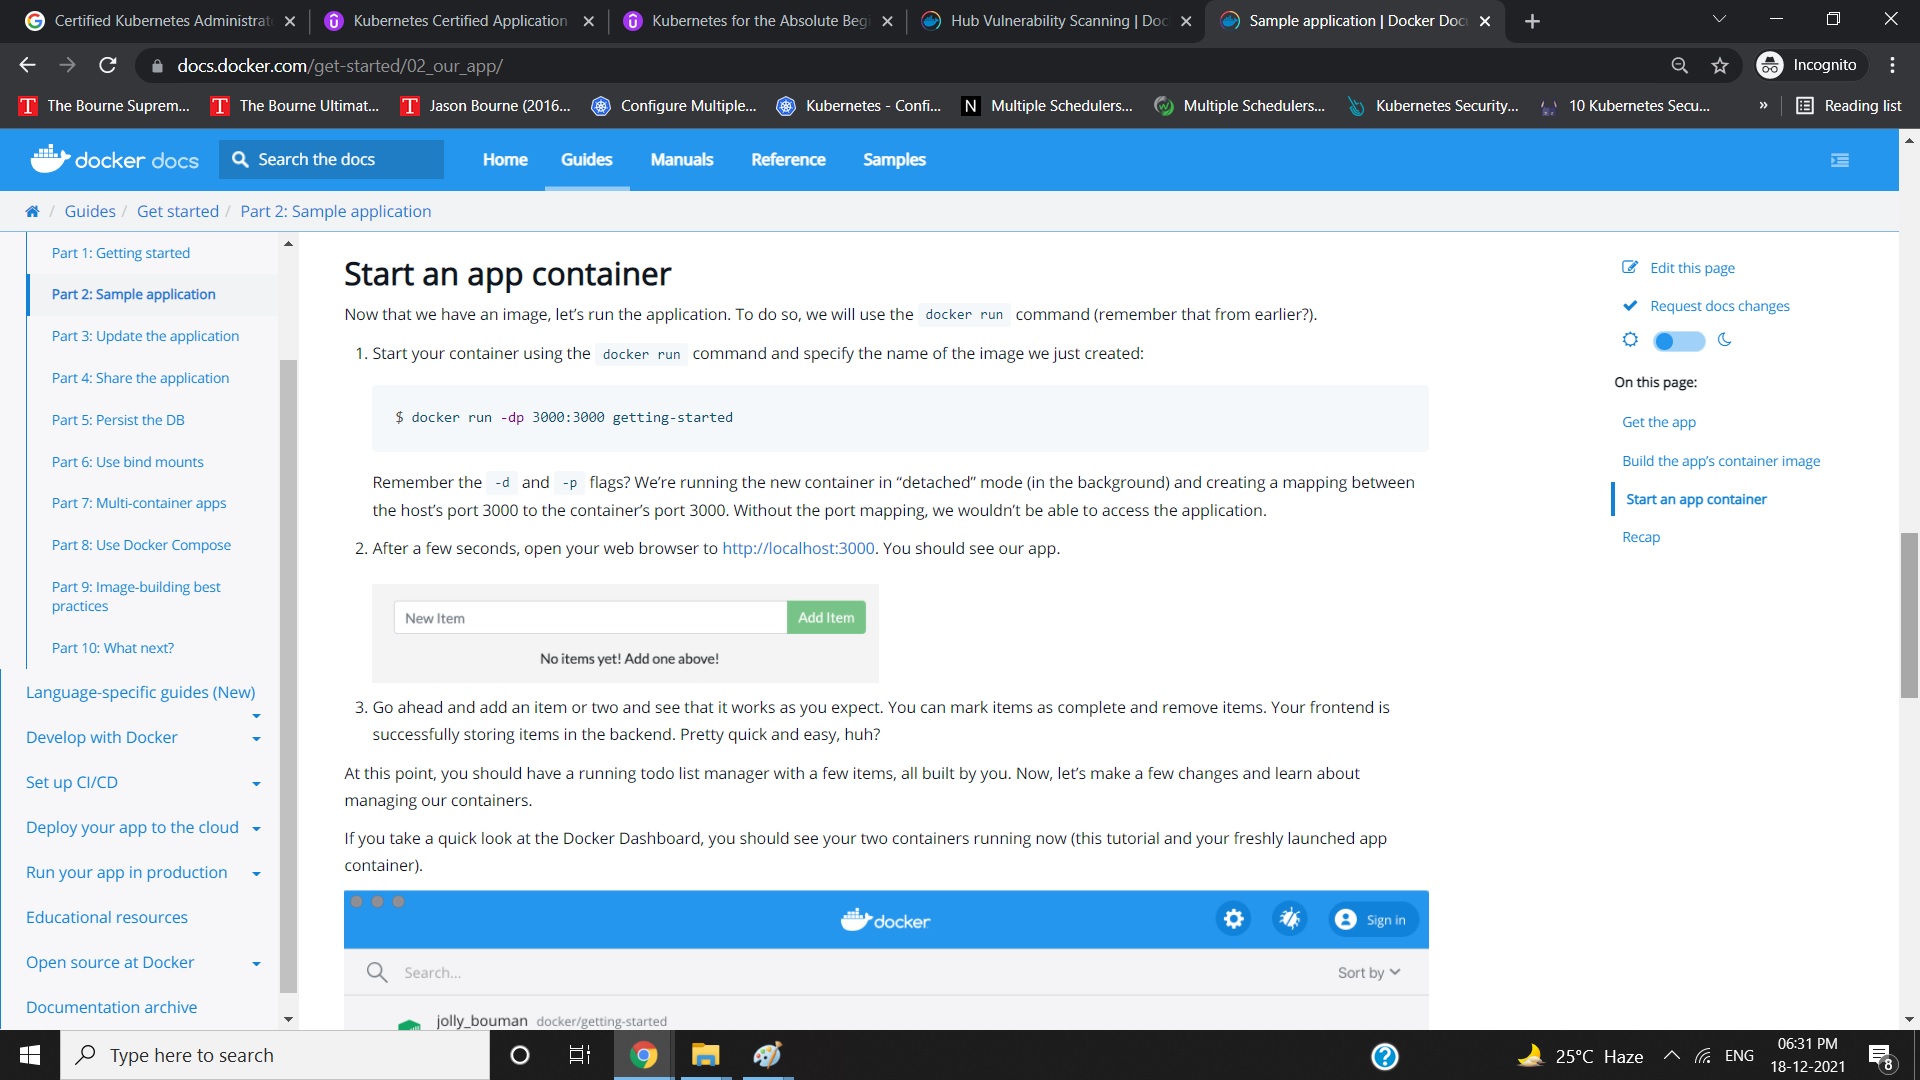 Certified Kubernetes Administrat
Kubernetes Certified Application
Kubernetes for the Absolute Begi
Hub Vulnerability Scanning | Doc
Sample application | Docker Doc
docs.docker.com/get-started/02_our_app/
Incognito
The Bourne Suprem...
The Bourne Ultimat...
Jason Bourne (2016...
Configure Multiple...
Kubernetes - Confi...
Multiple Schedulers...
Multiple Schedulers...
Kubernetes Security...
10 Kubernetes Secu...
»
Reading list
docker docs
Search the docs
Home
Guides
Manuals
Reference
Samples
/ Guides / Get started / Part 2: Sample application
Part 1: Getting started
Part 2: Sample application
Part 3: Update the application
Part 4: Share the application
Part 5: Persist the DB
Part 6: Use bind mounts
Part 7: Multi-container apps
Part 8: Use Docker Compose
Part 9: Image-building best
practices
Part 10: What next?
Language-specific guides (New)
Develop with Docker
Set up CI/CD
Deploy your app to the cloud
Run your app in production
Educational resources
Open source at Docker
Documentation archive
Start an app container
Now that we have an image, let’s run the application. To do so, we will use the docker run command (remember that from earlier?).
1. Start your container using the docker run command and specify the name of the image we just created:
$ docker run -dp 3000:3000 getting-started
Remember the -d and -p flags? We’re running the new container in “detached” mode (in the background) and creating a mapping between
the host’s port 3000 to the container’s port 3000. Without the port mapping, we wouldn’t be able to access the application.
2. After a few seconds, open your web browser to http://localhost:3000. You should see our app.
New Item
Add Item
No items yet! Add one above!
3. Go ahead and add an item or two and see that it works as you expect. You can mark items as complete and remove items. Your frontend is
successfully storing items in the backend. Pretty quick and easy, huh?
At this point, you should have a running todo list manager with a few items, all built by you. Now, let’s make a few changes and learn about
managing our containers.
If you take a quick look at the Docker Dashboard, you should see your two containers running now (this tutorial and your freshly launched app
container).
docker
Sign in
Search...
Sort by
jolly_bouman docker/getting-started
Edit this page
Request docs changes
On this page:
Get the app
Build the app’s container image
Start an app container
Recap
Type here to search
25°C Haze
ENG
06:31 PM
18-12-2021
8